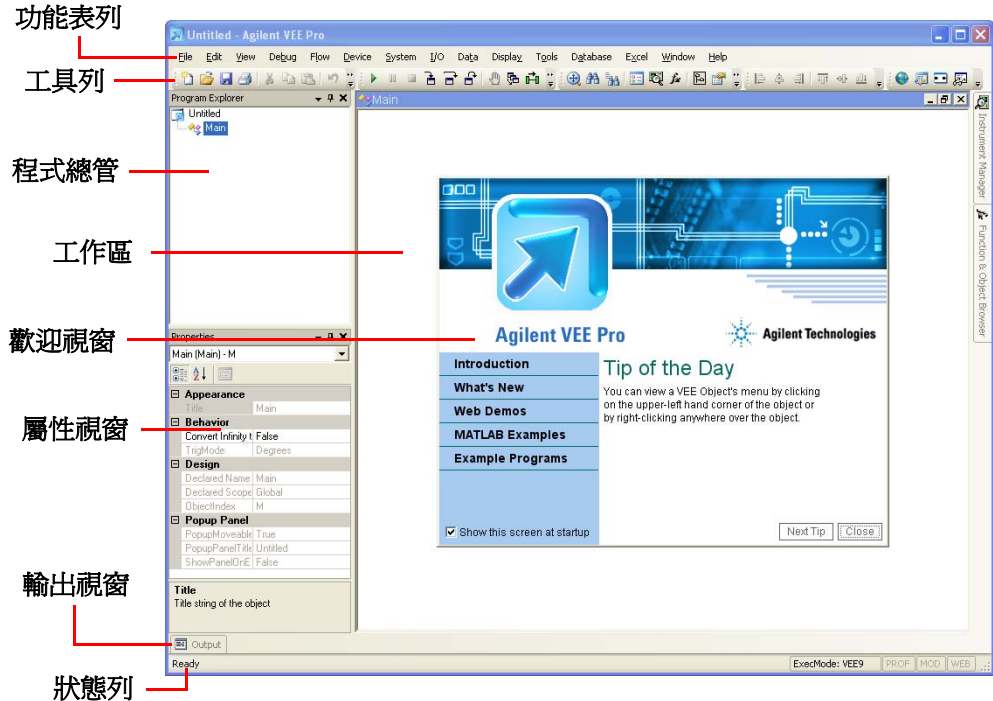 功能表列
工具列
程式總管
工作區
歡迎視窗
屬性視窗
輸出視窗
狀態列
Untitled - Agilent VEE Pro
File Edit View Debug Flow Device System I/O Data Display Tools Database Excel Window Help
Program Explorer
Untitled
Main
Main
Instrument Manager
Function & Object Browser
Agilent VEE Pro
Agilent Technologies
Introduction
What's New
Web Demos
MATLAB Examples
Example Programs
Show this screen at startup
Tip of the Day
You can view a VEE Object's menu by clicking
on the upper-left hand corner of the object or
by right-clicking anywhere over the object.
Next Tip Close
Properties
Main (Main) - M
Appearance
Title Main
Behavior
Convert Infinity t False
TrigMode Degrees
Design
Declared Name Main
Declared Scope Global
ObjectIndex M
Popup Panel
PopupMoveable True
PopupPanelTitle Untitled
ShowPanelOnE False
Title
Title string of the object
Output
Ready
ExecMode: VEE9 PROF MOD WEB